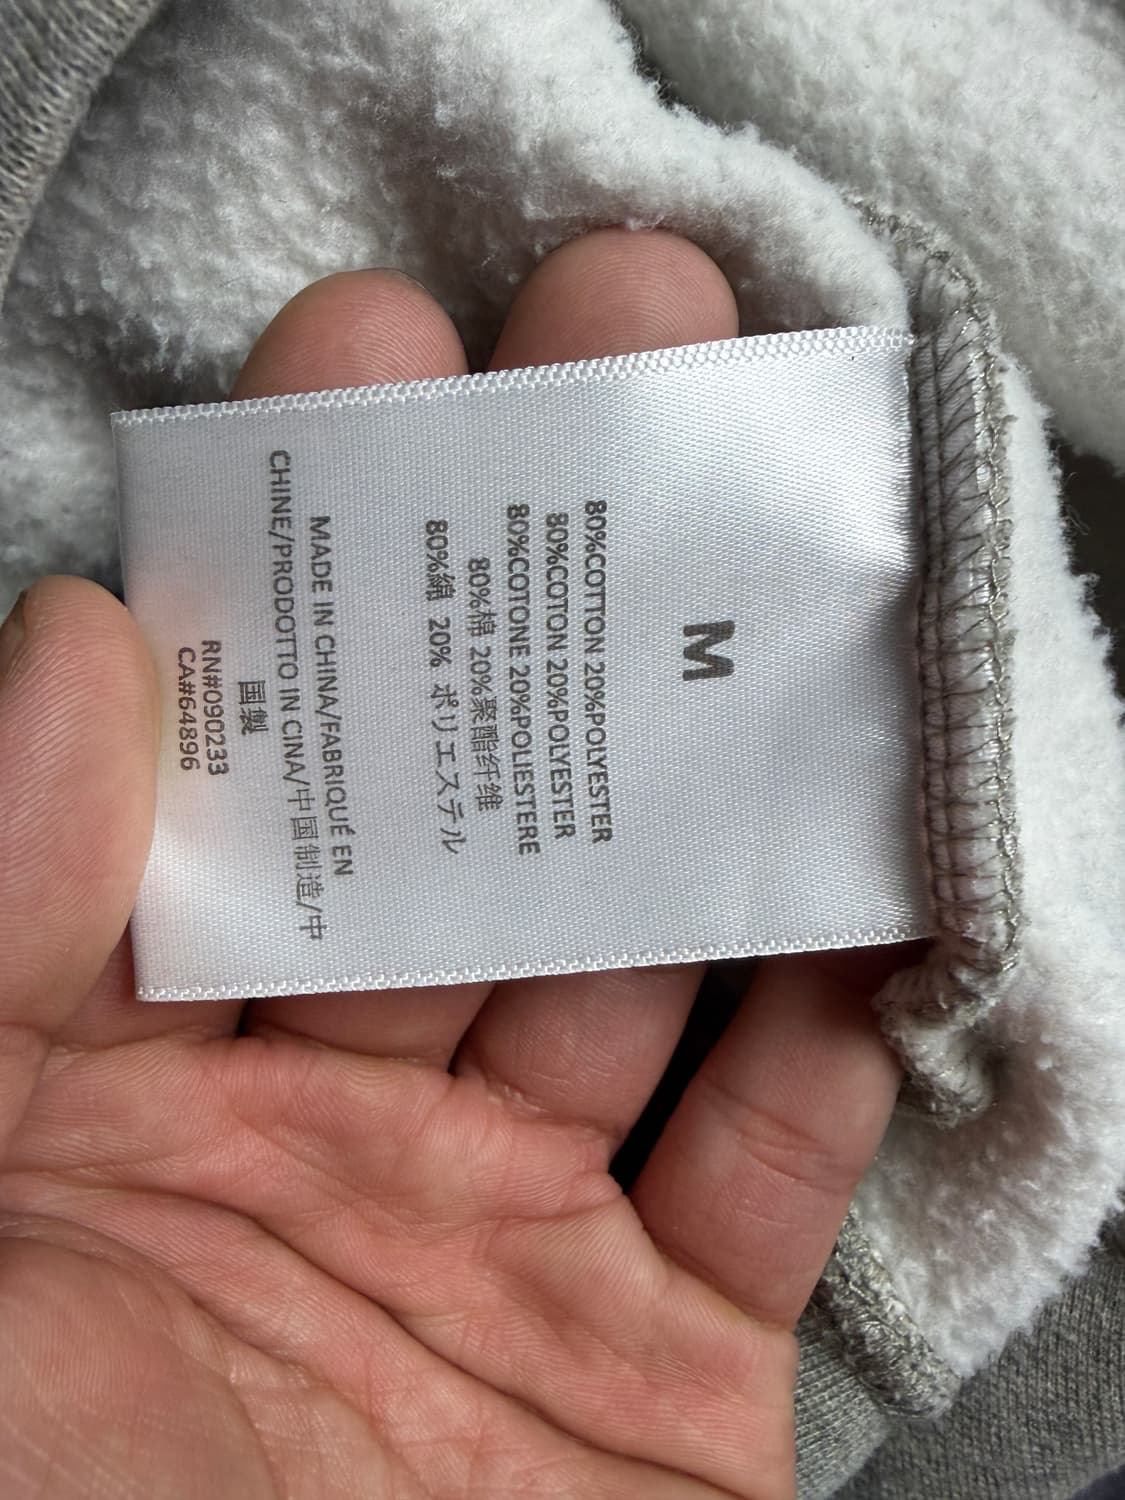 M
80%COTTON 20%POLYESTER
80%COTON 20%POLYESTER
80%COTONE 20%POLIESTERE
80%棉 20%聚酯纤维
80%綿 20% ポリエステル
MADE IN CHINA/FABRIQUÉ EN
CHINE/PRODOTTO IN CINA/中国制造/中
国製
RN#090233
CA#64896